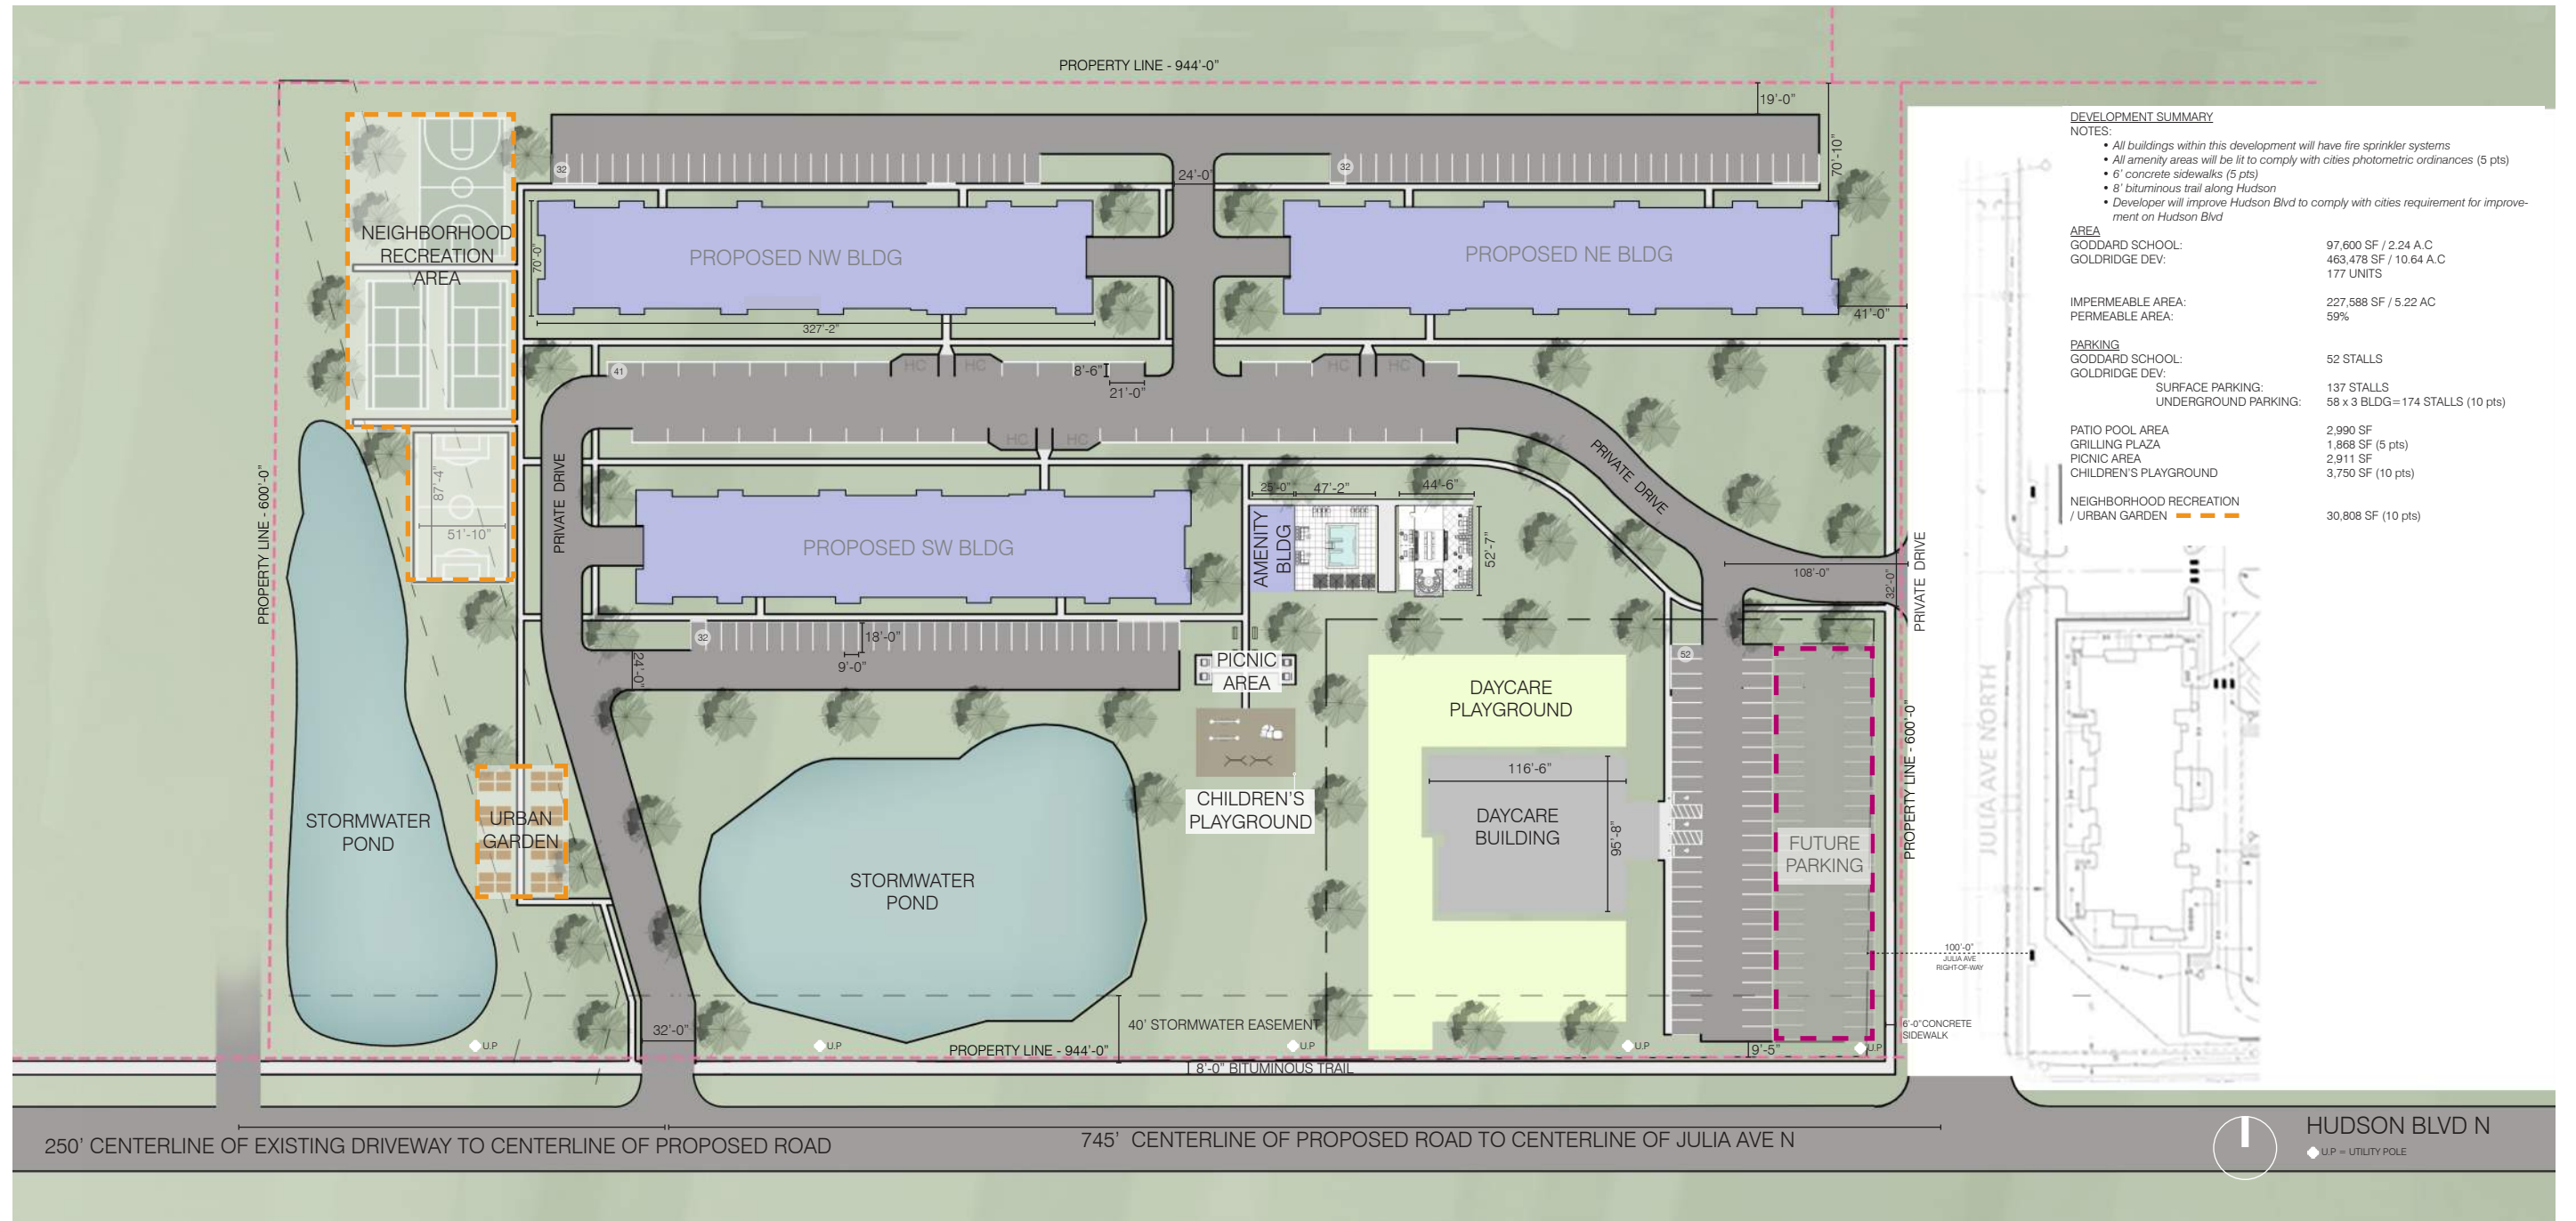 PROPERTY LINE - 944'-0"
19'-0"
70'-10"
32
32
24'-0"
NEIGHBORHOOD
RECREATION
AREA
70'-0"
PROPOSED NW BLDG
PROPOSED NE BLDG
327'-2"
41'-0"
41
HC
HC
8'-6"
21'-0"
HC
HC
HC
HC
PRIVATE DRIVE
PRIVATE DRIVE
87'-4"
51'-10"
PROPERTY LINE - 600'-0"
PROPOSED SW BLDG
25'-0"
47'-2"
44'-6"
52'-7"
AMENITY
BLDG
108'-0"
32'-0"
PRIVATE DRIVE
32
18'-0"
9'-0"
24'-0"
PICNIC
AREA
52
DAYCARE
PLAYGROUND
CHILDREN'S
PLAYGROUND
116'-6"
95'-8"
DAYCARE
BUILDING
FUTURE
PARKING
PROPERTY LINE - 600'-0"
JULIA AVE NORTH
STORMWATER
POND
URBAN
GARDEN
STORMWATER
POND
100'-0"
JULIA AVE
RIGHT-OF-WAY
32'-0"
40' STORMWATER EASEMENT
6'-0"CONCRETE
SIDEWALK
U.P
U.P
U.P
U.P
U.P
PROPERTY LINE - 944'-0"
9'-5"
8'-0" BITUMINOUS TRAIL
250' CENTERLINE OF EXISTING DRIVEWAY TO CENTERLINE OF PROPOSED ROAD
745' CENTERLINE OF PROPOSED ROAD TO CENTERLINE OF JULIA AVE N
HUDSON BLVD N
U.P = UTILITY POLE
DEVELOPMENT SUMMARY
NOTES:
• All buildings within this development will have fire sprinkler systems
• All amenity areas will be lit to comply with cities photometric ordinances (5 pts)
• 6' concrete sidewalks (5 pts)
• 8' bituminous trail along Hudson
• Developer will improve Hudson Blvd to comply with cities requirement for improve-
ment on Hudson Blvd
AREA
GODDARD SCHOOL: 97,600 SF / 2.24 A.C
GOLDRIDGE DEV: 463,478 SF / 10.64 A.C
177 UNITS
IMPERMEABLE AREA: 227,588 SF / 5.22 AC
PERMEABLE AREA: 59%
PARKING
GODDARD SCHOOL: 52 STALLS
GOLDRIDGE DEV:
SURFACE PARKING: 137 STALLS
UNDERGROUND PARKING: 58 x 3 BLDG=174 STALLS (10 pts)
PATIO POOL AREA 2,990 SF
GRILLING PLAZA 1,868 SF (5 pts)
PICNIC AREA 2,911 SF
CHILDREN'S PLAYGROUND 3,750 SF (10 pts)
NEIGHBORHOOD RECREATION
/ URBAN GARDEN 30,808 SF (10 pts)